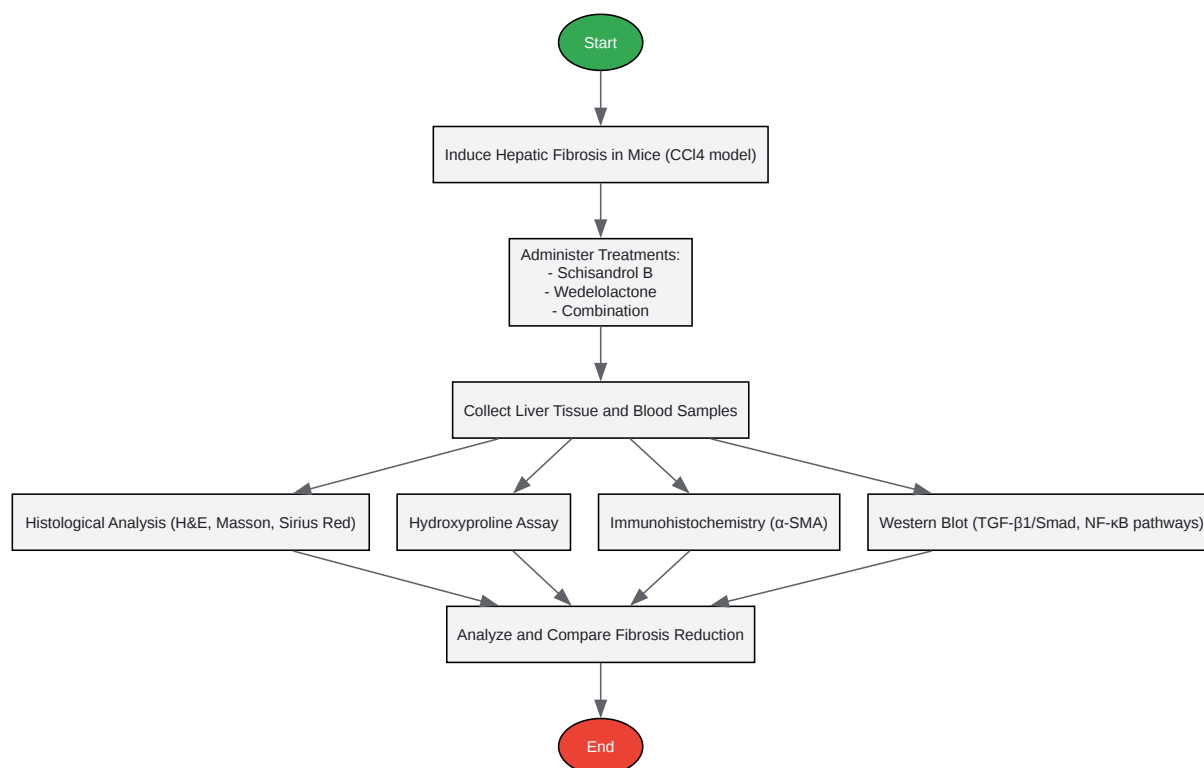 Start
Induce Hepatic Fibrosis in Mice (CCl4 model)
Administer Treatments:
- Schisandrol B
- Wedelolactone
- Combination
Collect Liver Tissue and Blood Samples
Histological Analysis (H&E, Masson, Sirius Red)
Hydroxyproline Assay
Immunohistochemistry (α-SMA)
Western Blot (TGF-β1/Smad, NF-κB pathways)
Analyze and Compare Fibrosis Reduction
End